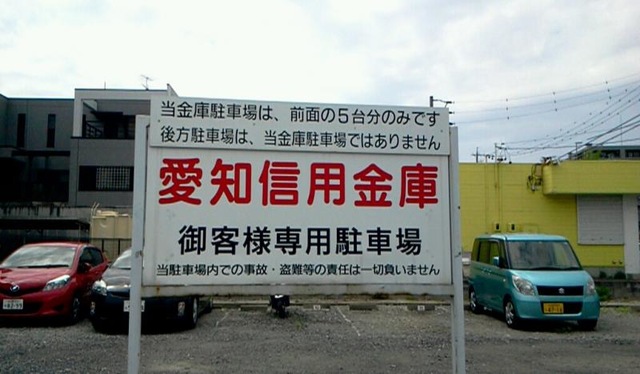 当金庫駐車場は、前面の5台分のみです
後方駐車場は、当金庫駐車場ではありません
愛知信用金庫
御客様専用駐車場
当駐車場内での事故・盗難等の責任は一切負いません